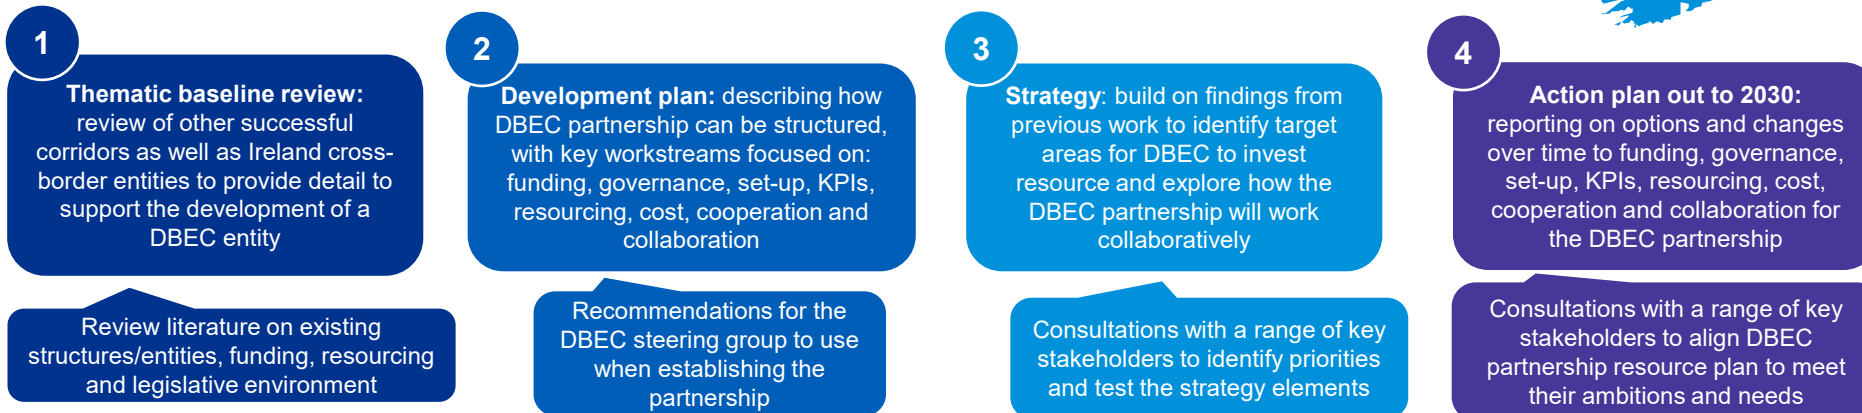 1
Thematic baseline review:
review of other successful
corridors as well as Ireland cross-
border entities to provide detail to
support the development of a
DBEC entity
Review literature on existing
structures/entities, funding, resourcing
and legislative environment
2
Development plan: describing how
DBEC partnership can be structured,
with key workstreams focused on:
funding, governance, set-up, KPIs,
resourcing, cost, cooperation and
collaboration
Recommendations for the
DBEC steering group to use
when establishing the
partnership
3
Strategy: build on findings from
previous work to identify target
areas for DBEC to invest
resource and explore how the
DBEC partnership will work
collaboratively
Consultations with a range of key
stakeholders to identify priorities
and test the strategy elements
4
Action plan out to 2030:
reporting on options and changes
over time to funding, governance,
set-up, KPIs, resourcing, cost,
cooperation and collaboration for
the DBEC partnership
Consultations with a range of key
stakeholders to align DBEC
partnership resource plan to meet
their ambitions and needs